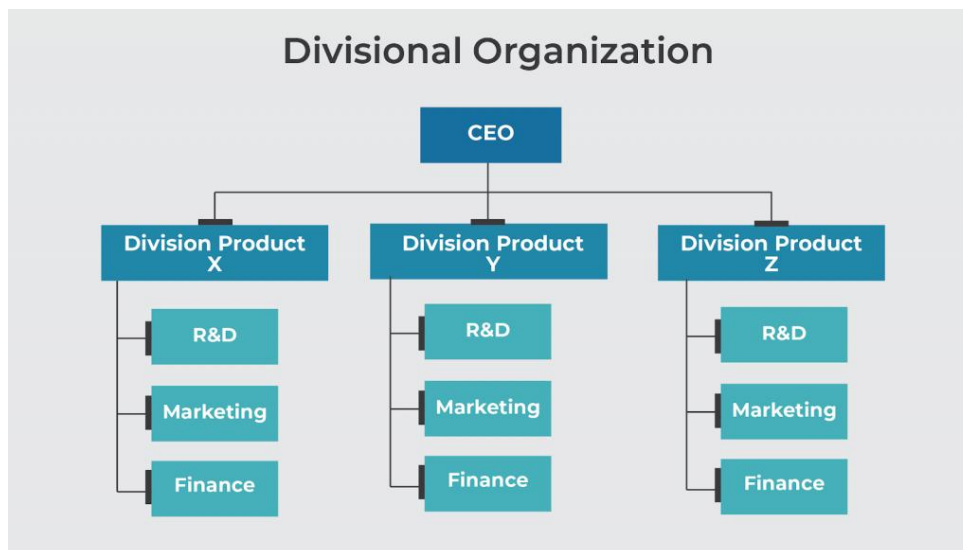 Divisional Organization
CEO
Division Product
X
R&D
Marketing
Finance
Division Product
Y
R&D
Marketing
Finance
Division Product
Z
R&D
Marketing
Finance